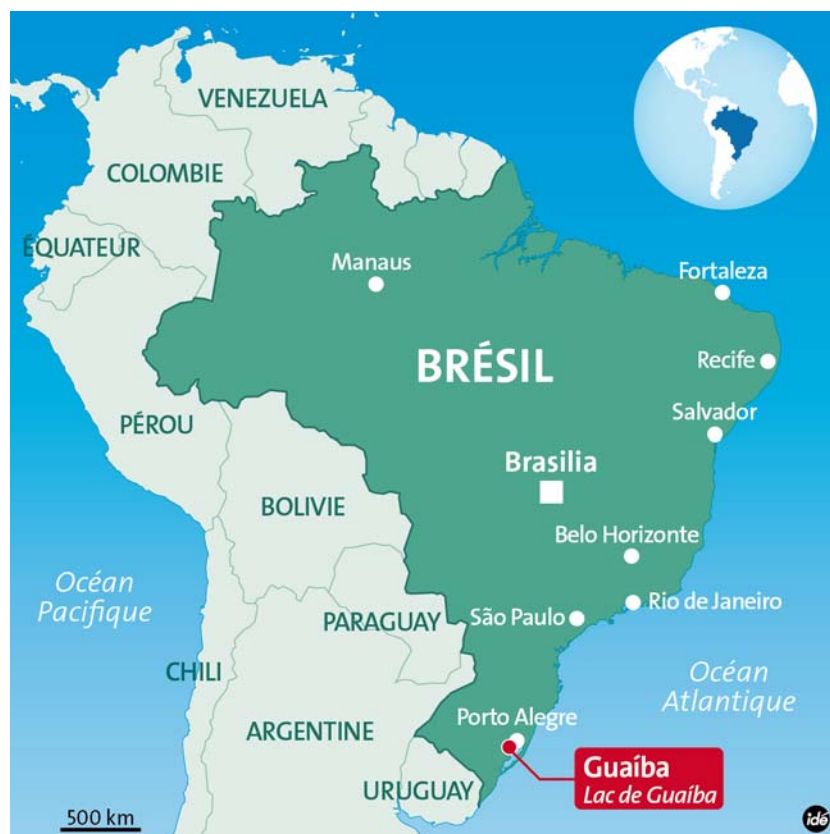 VENEZUELA
COLOMBIE
ÉQUATEUR
Manaus
Fortaleza
BRÉSIL
Recife
PÉROU
Salvador
Brasilia
BOLIVIE
Belo Horizonte
Océan
Pacifique
Rio de Janeiro
São Paulo
PARAGUAY
CHILI
Océan
Atlantique
Porto Alegre
ARGENTINE
Guaíba
Lac de Guaíba
URUGUAY
500 km
idé